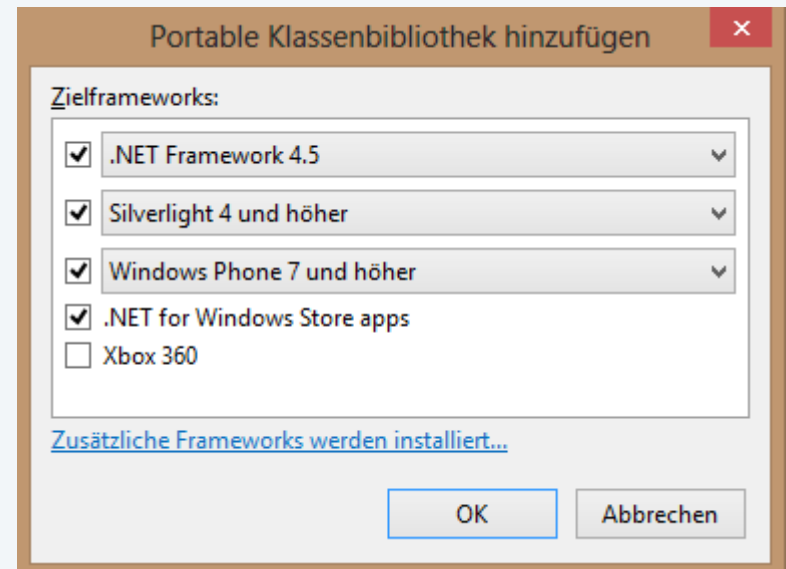 Portable Klassenbibliothek hinzufügen
Zielframeworks:
.NET Framework 4.5
Silverlight 4 und höher
Windows Phone 7 und höher
.NET for Windows Store apps
Xbox 360
Zusätzliche Frameworks werden installiert...
OK Abbrechen